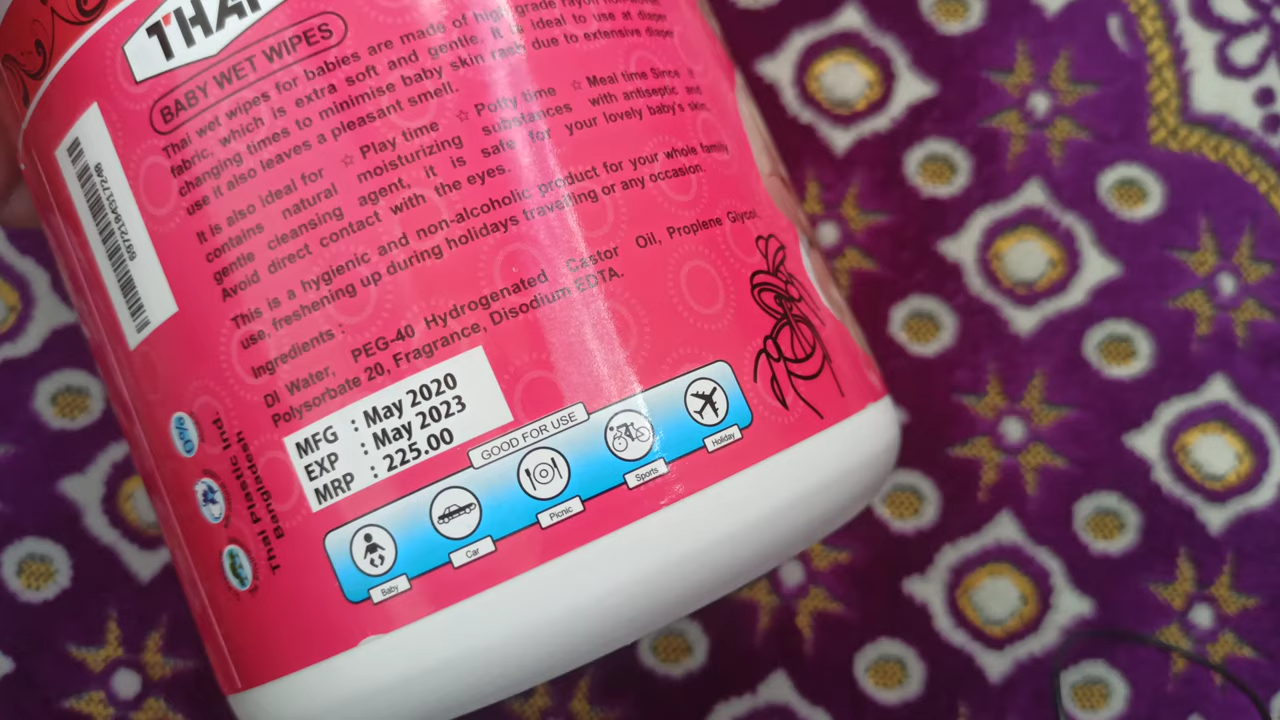 THAI
BABY WET WIPES
Thai wet wipes for babies are made of high grade rayon non-woven
fabric, which is extra soft and gentle. It is ideal to use at diaper
changing times to minimise baby skin rash due to extensive diaper
use it also leaves a pleasant smell.
It is also ideal for ☆ Play time ☆ Potty time ☆ Meal time Since it
contains natural moisturizing substances with antiseptic and
gentle cleansing agent, it is safe for your lovely baby's skin.
Avoid direct contact with the eyes.
This is a hygienic and non-alcoholic product for your whole family
use, freshening up during holidays travelling or any occasion.
Ingredients :
DI Water, PEG-40 Hydrogenated Castor Oil, Proplene Glycol,
Polysorbate 20, Fragrance, Disodium EDTA.
MFG : May 2020
EXP : May 2023
MRP : 225.00
GOOD FOR USE
Baby
Car
Picnic
Sports
Holiday
Thai Plastic Ind.
Bangladesh